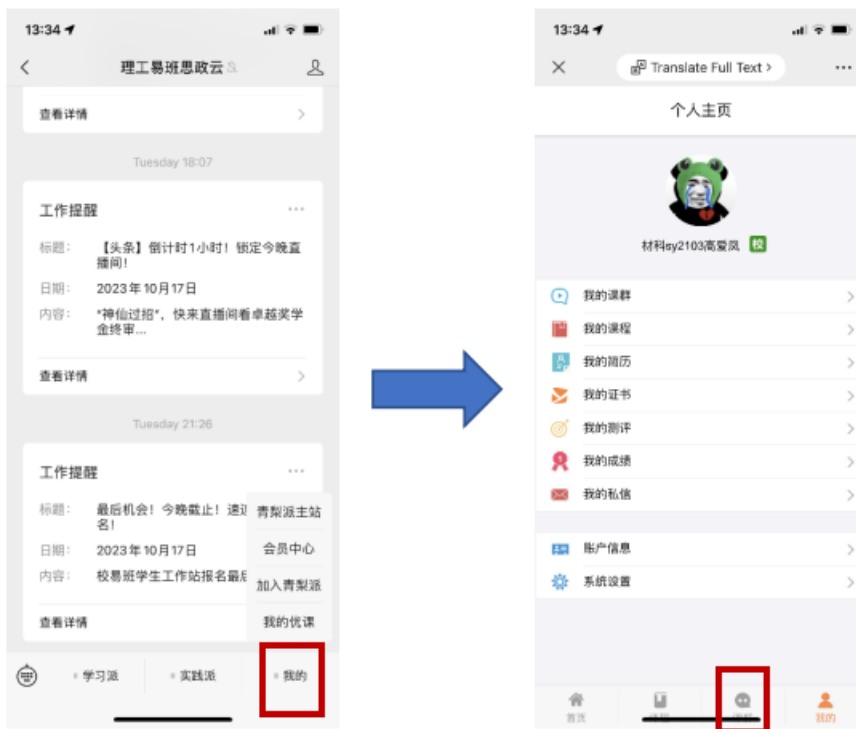 13:34
理工易班思政云
查看详情
Tuesday 18:07
工作提醒
标题: 【头条】倒计时1小时! 锁定今晚直
播间!
日期: 2023年10月17日
内容: "神仙过招", 快来直播间看卓越奖学
金终审...
查看详情
Tuesday 21:26
工作提醒
标题: 最后机会! 今晚截止! 速
名!
日期: 2023年10月17日
内容: 校易班学生工作站报名最后
查看详情
青梨派主站
会员中心
加入青梨派
我的优课
学习派
实践派
我的
13:34
Translate Full Text >
个人主页
材料sy2103高爱凤 校
我的课群
我的课程
我的简历
我的证书
我的测评
我的成绩
我的私信
账户信息
系统设置
首页
我的